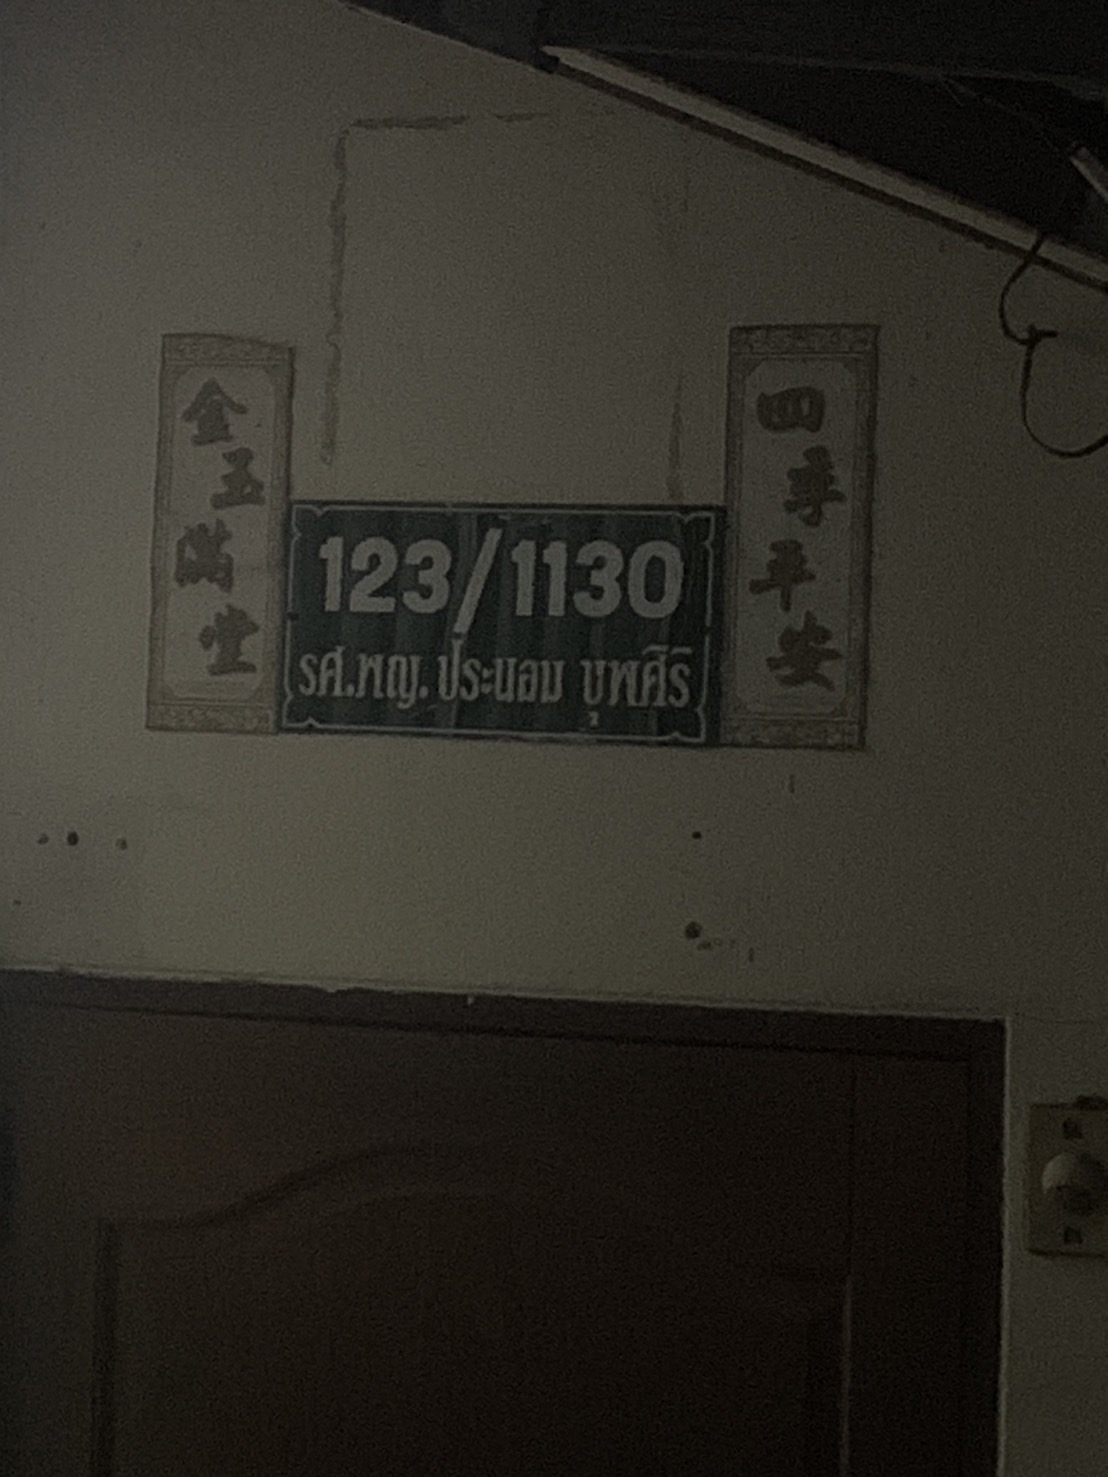 金玉满堂
123/1130
รศ.พญ. ประนอม บุพศิริ
四季平安